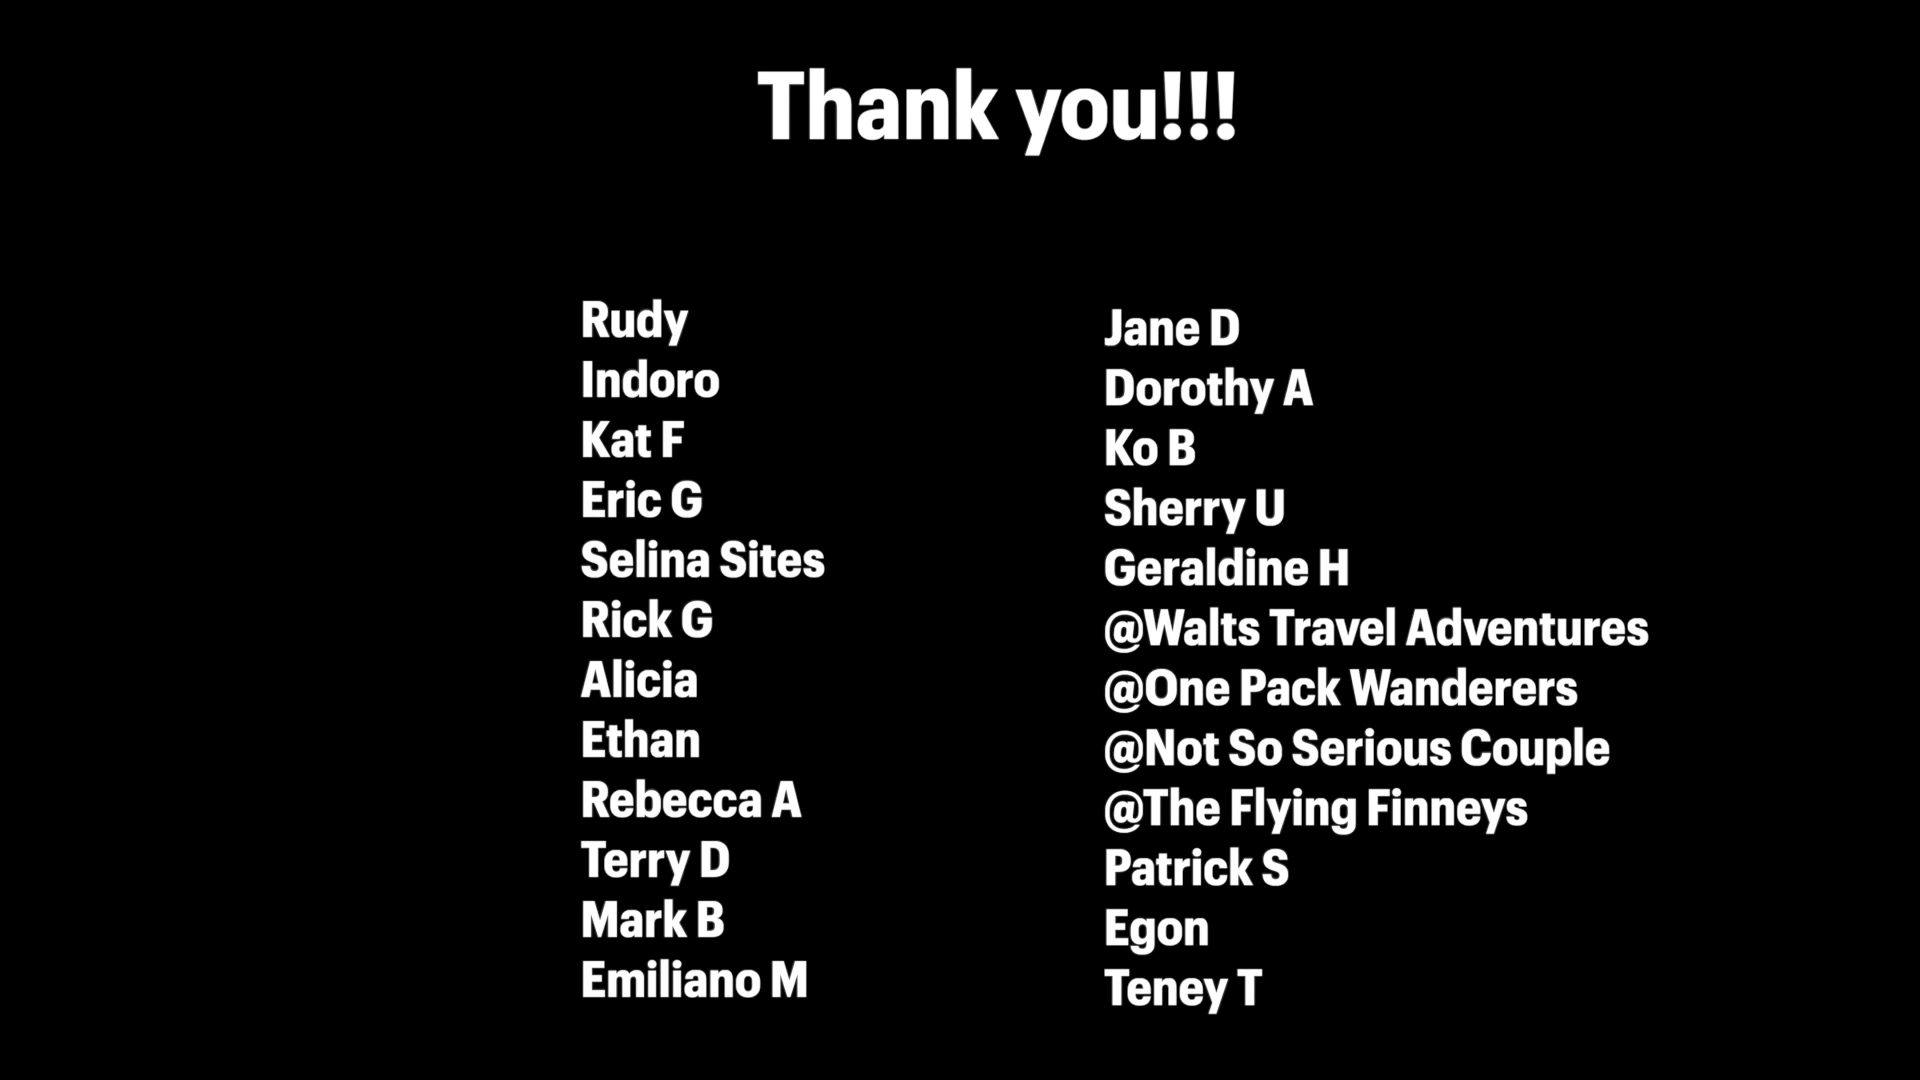 Thank you!!!
Rudy
Indoro
Kat F
Eric G
Selina Sites
Rick G
Alicia
Ethan
Rebecca A
Terry D
Mark B
Emiliano M
Jane D
Dorothy A
Ko B
Sherry U
Geraldine H
@Walts Travel Adventures
@One Pack Wanderers
@Not So Serious Couple
@The Flying Finneys
Patrick S
Egon
Teney T